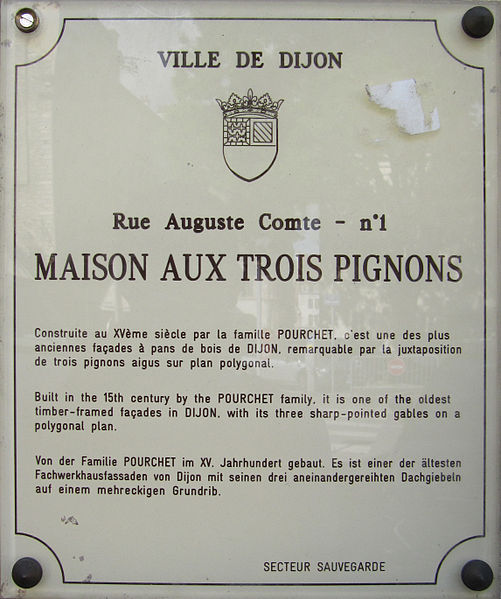 VILLE DE DIJON
Rue Auguste Comte - n°1
MAISON AUX TROIS PIGNONS
Construite au XVème siècle par la famille POURCHET, c'est une des plus
anciennes façades à pans de bois de DIJON, remarquable par la juxtaposition
de trois pignons aigus sur plan polygonal.
Built in the 15th century by the POURCHET family, it is one of the oldest
timber-framed façades in DIJON, with its three sharp-pointed gables on a
polygonal plan.
Von der Familie POURCHET im XV. Jahrhundert gebaut. Es ist einer der ältesten
Fachwerkhausfassaden von Dijon mit seinen drei aneinandergereihten Dachgiebeln
auf einem mehreckigen Grundrib.
SECTEUR SAUVEGARDE